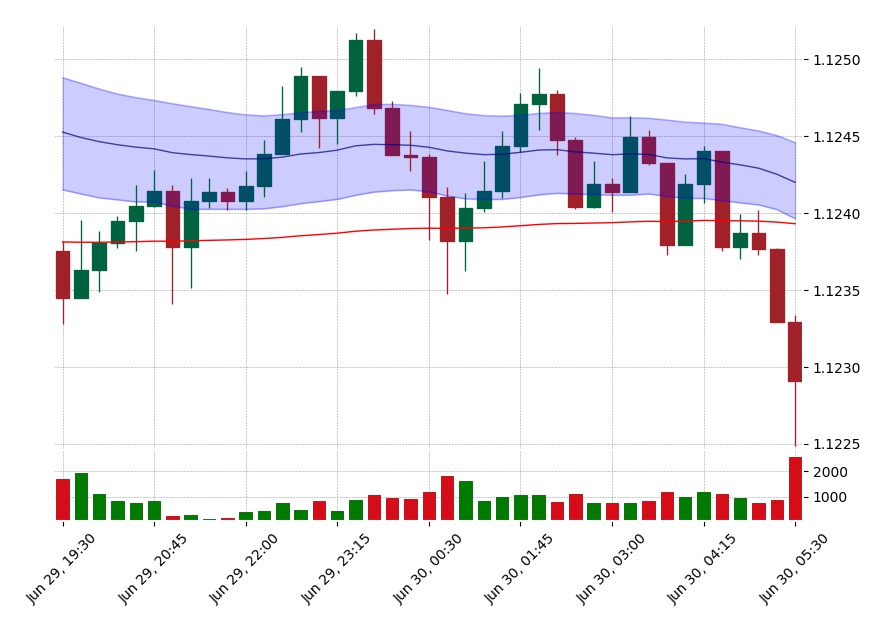 1.1250
1.1245
1.1240
1.1235
1.1230
1.1225
2000
1000
Jun 29, 19:30
Jun 29, 20:45
Jun 29, 22:00
Jun 29, 23:15
Jun 30, 00:30
Jun 30, 01:45
Jun 30, 03:00
Jun 30, 04:15
Jun 30, 05:30